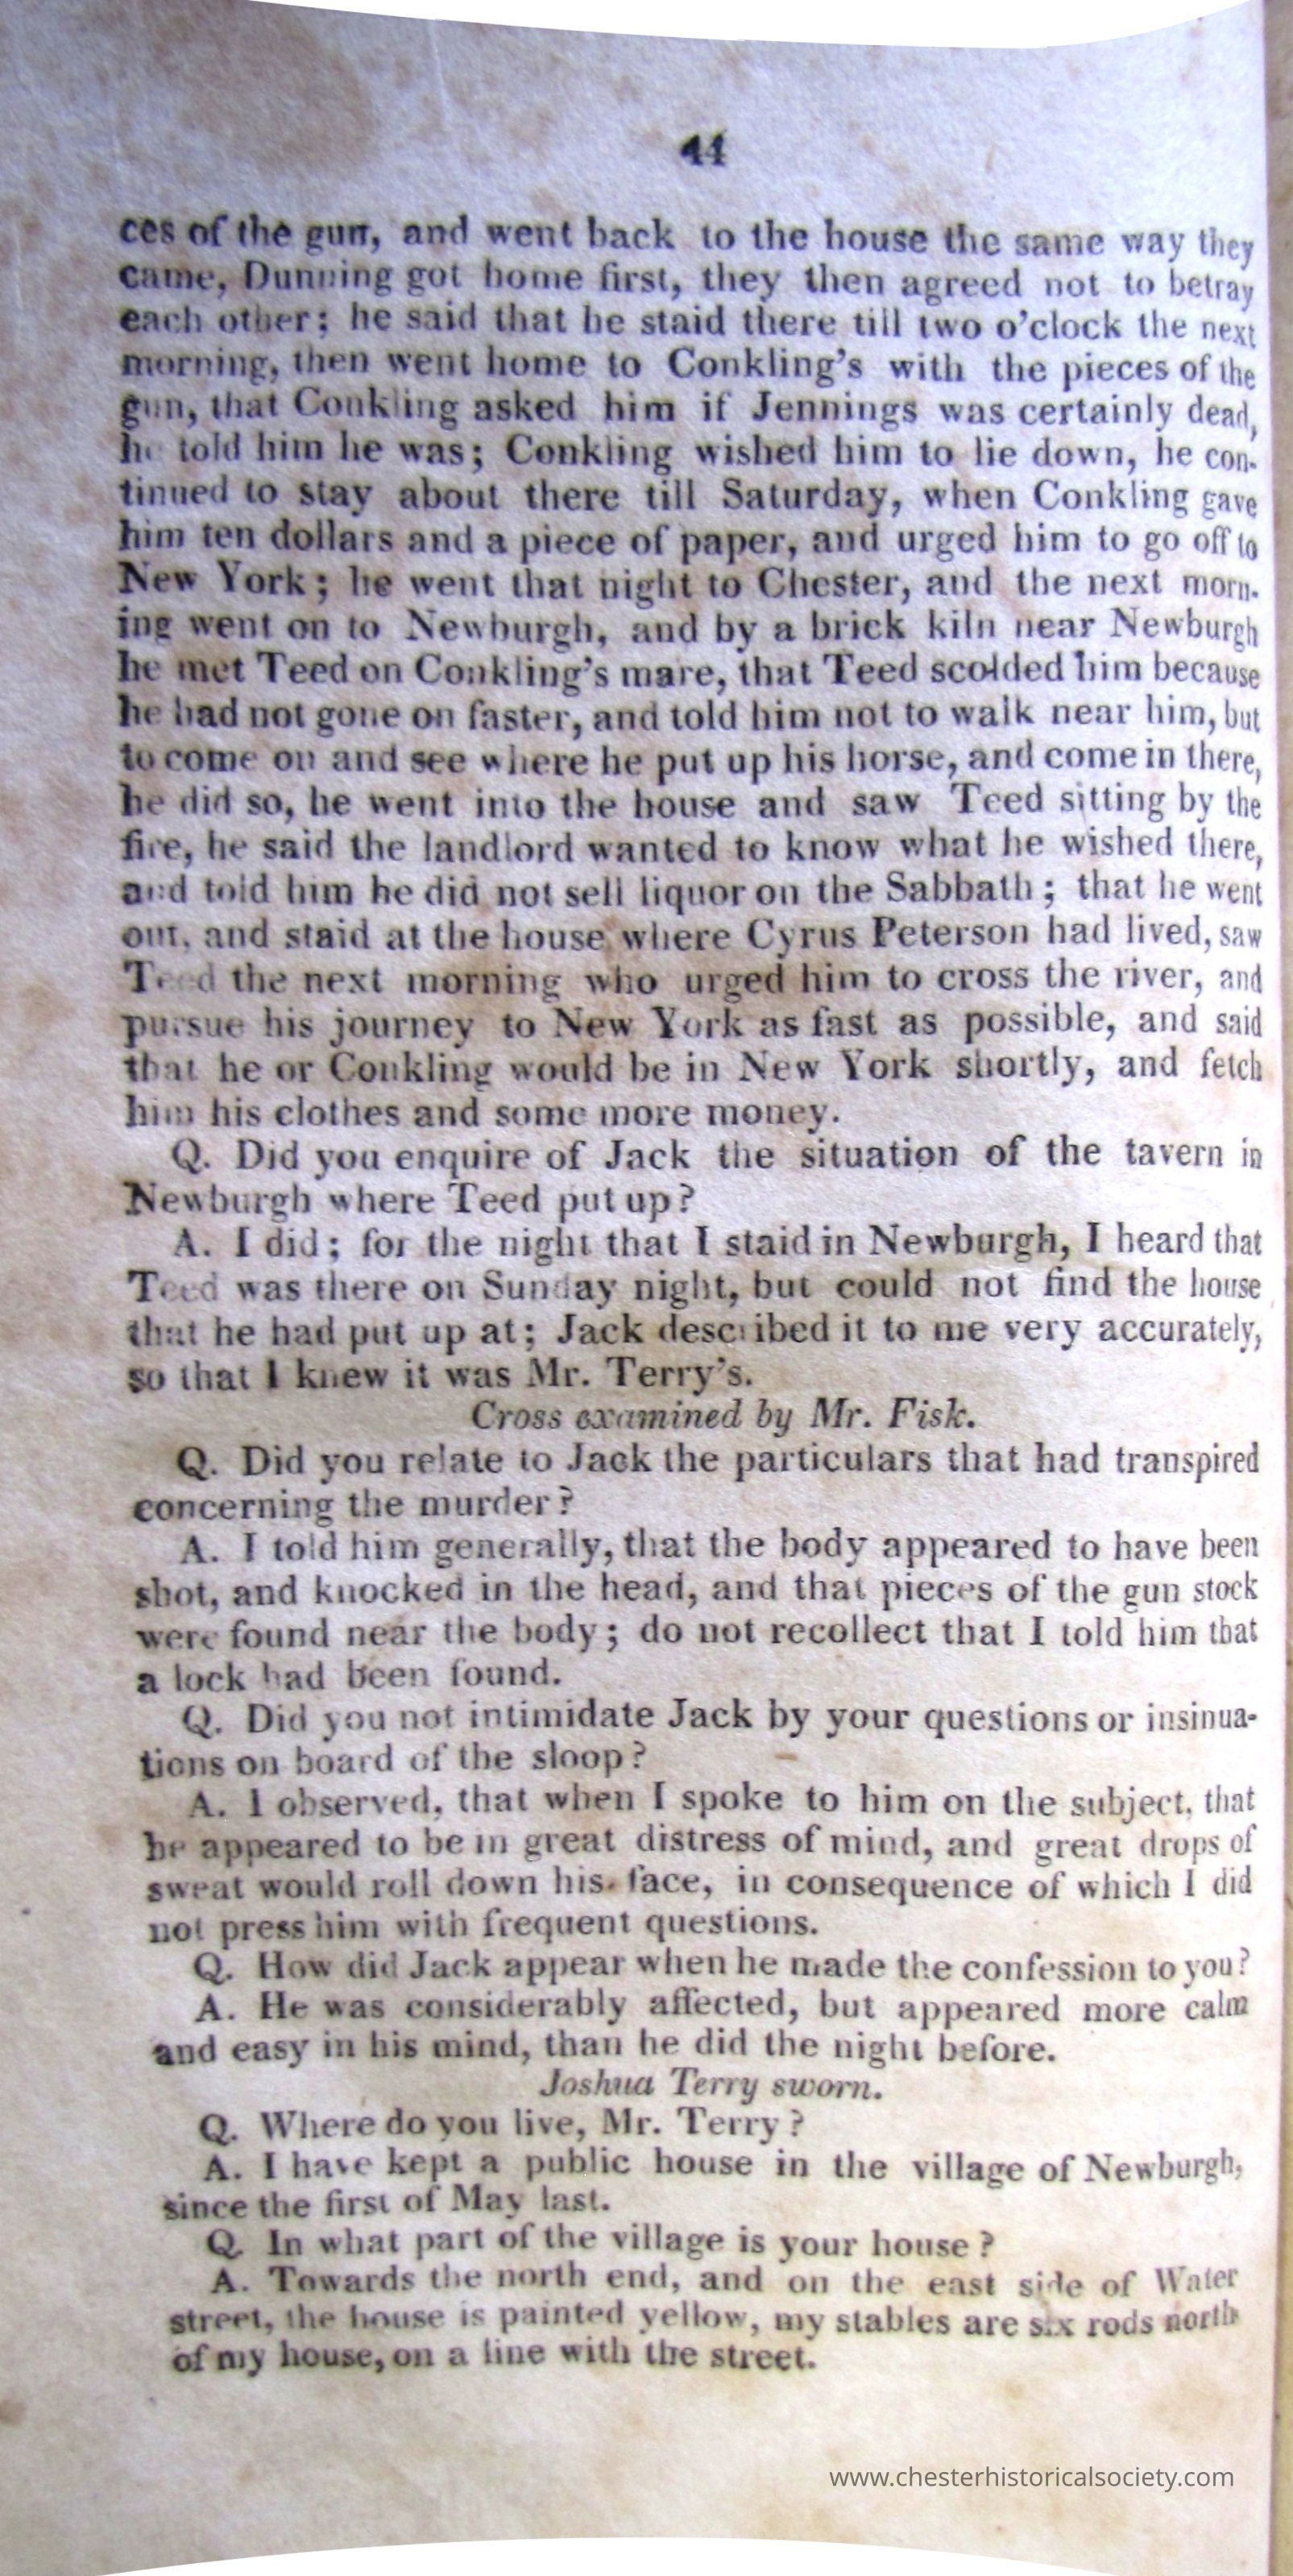 44
ces of the gun, and went back to the house the same way they
came, Dunning got home first, they then agreed not to betray
each other; he said that he staid there till two o'clock the next
morning, then went home to Conkling's with the pieces of the
gun, that Conkling asked him if Jennings was certainly dead,
he told him he was; Conkling wished him to lie down, he con-
tinued to stay about there till Saturday, when Conkling gave
him ten dollars and a piece of paper, and urged him to go off to
New York; he went that night to Chester, and the next morn-
ing went on to Newburgh, and by a brick kiln near Newburgh
he met Teed on Conkling's mare, that Teed scolded him because
he had not gone on faster, and told him not to walk near him, but
to come on and see where he put up his horse, and come in there,
he did so, he went into the house and saw Teed sitting by the
fire, he said the landlord wanted to know what he wished there,
and told him he did not sell liquor on the Sabbath; that he went
out, and staid at the house where Cyrus Peterson had lived, saw
Teed the next morning who urged him to cross the river, and
pursue his journey to New York as fast as possible, and said
that he or Conkling would be in New York shortly, and fetch
him his clothes and some more money.
Q. Did you enquire of Jack the situation of the tavern in
Newburgh where Teed put up?
A. I did; for the night that I staid in Newburgh, I heard that
Teed was there on Sunday night, but could not find the house
that he had put up at; Jack described it to me very accurately,
so that I knew it was Mr. Terry's.
Cross examined by Mr. Fisk.
Q. Did you relate to Jack the particulars that had transpired
concerning the murder?
A. I told him generally, that the body appeared to have been
shot, and knocked in the head, and that pieces of the gun stock
were found near the body; do not recollect that I told him that
a lock had been found.
Q. Did you not intimidate Jack by your questions or insinua-
tions on board of the sloop?
A. I observed, that when I spoke to him on the subject, that
he appeared to be in great distress of mind, and great drops of
sweat would roll down his face, in consequence of which I did
not press him with frequent questions.
Q. How did Jack appear when he made the confession to you?
A. He was considerably affected, but appeared more calm
and easy in his mind, than he did the night before.
Joshua Terry sworn.
Q. Where do you live, Mr. Terry?
A. I have kept a public house in the village of Newburgh,
since the first of May last.
Q. In what part of the village is your house?
A. Towards the north end, and on the east side of Water
street, the house is painted yellow, my stables are six rods north
of my house, on a line with the street.
www.chesterhistoricalsociety.com